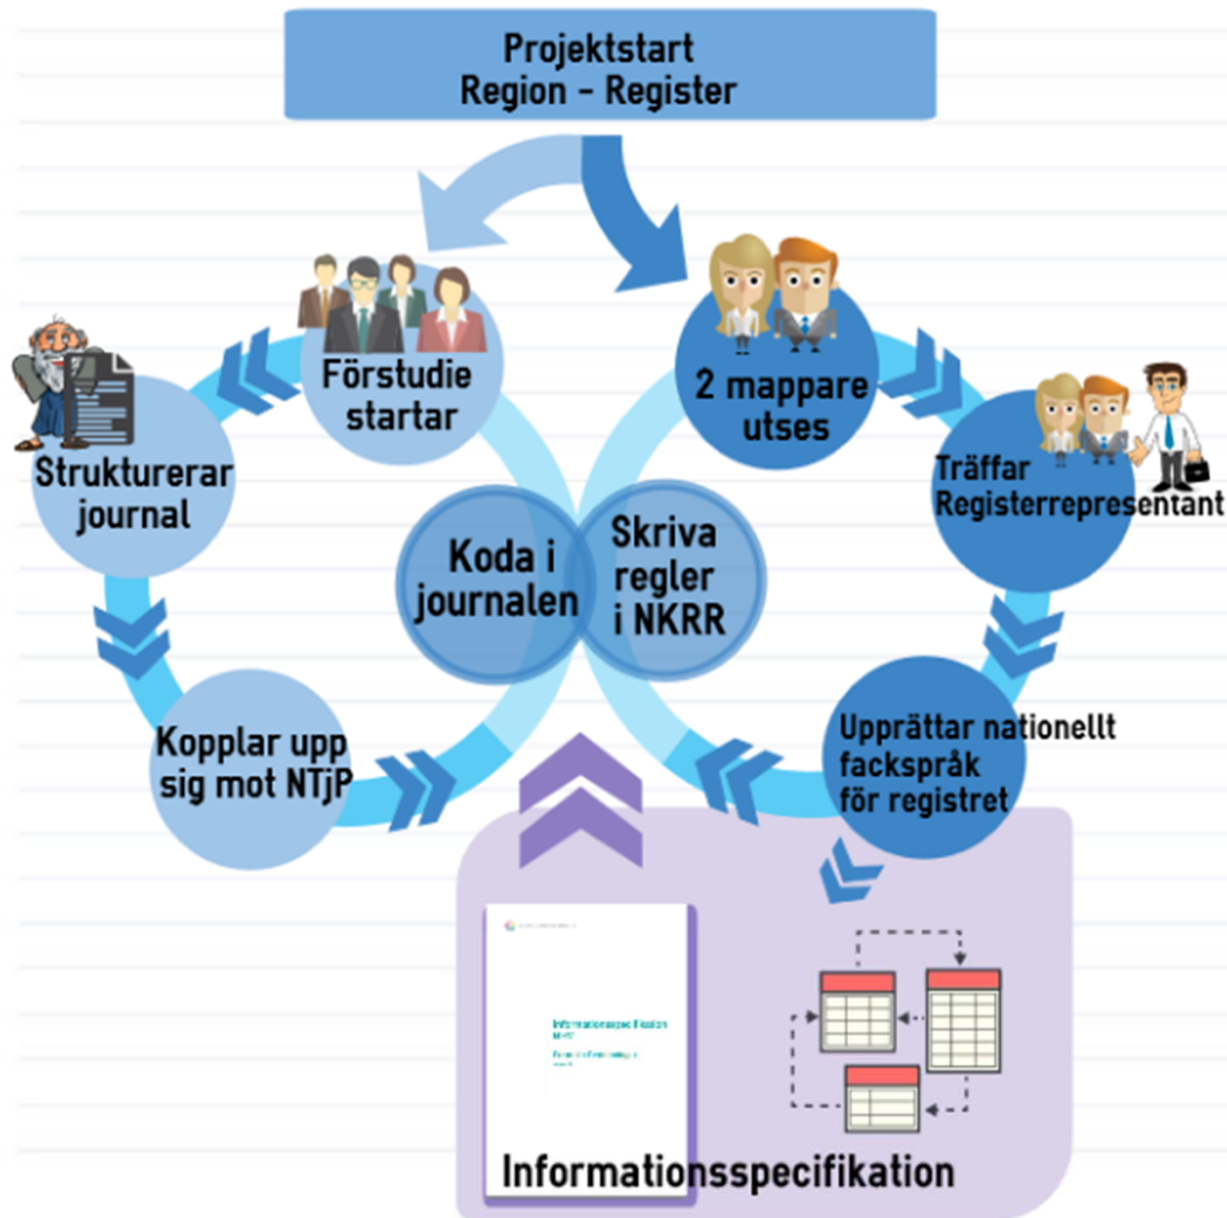 Projektstart
Region - Register
Förstudie
startar
2 mappare
utses
Strukturerar
journal
Träffar
Registerrepresentant
Koda i
journalen
Skriva
regler
i NKRR
Kopplar upp
sig mot NTjP
Upprättar nationellt
fackspråk
för registret
Informationsspecifikation